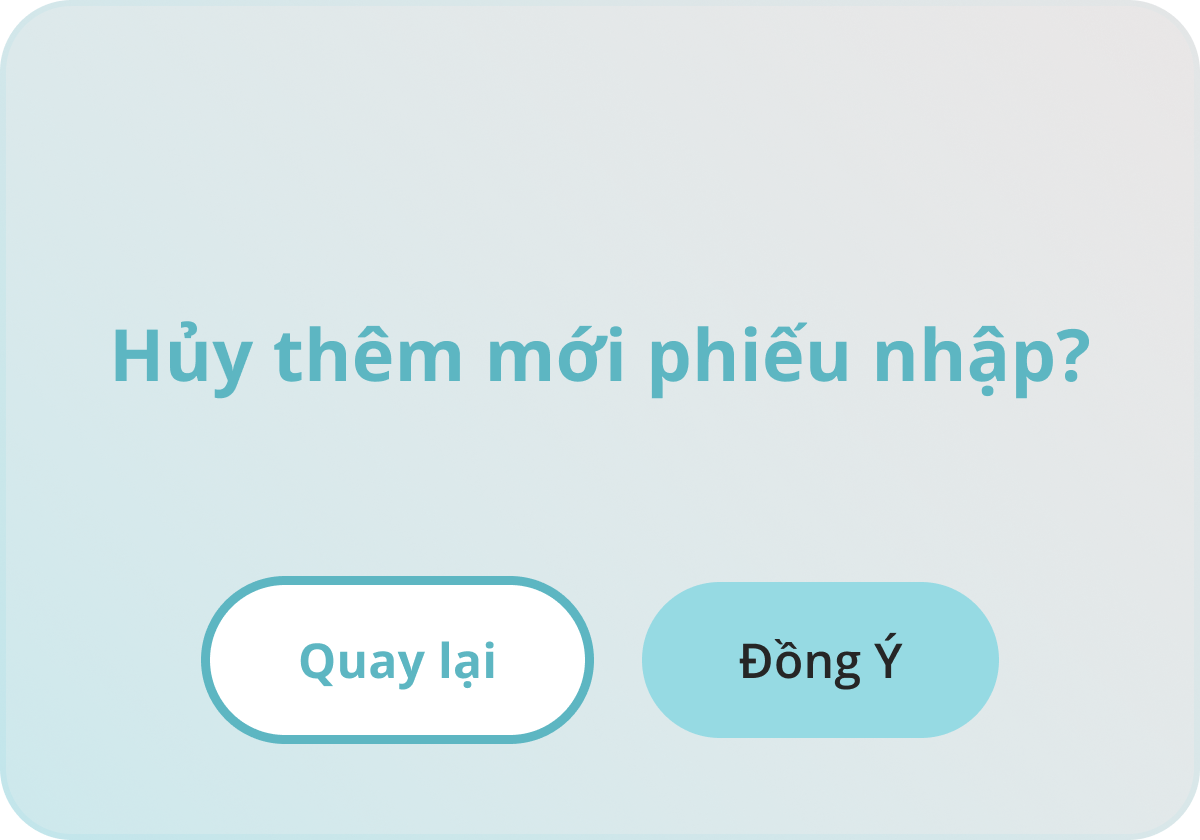 Hủy thêm mới phiếu nhập?
Quay lại
Đồng Ý